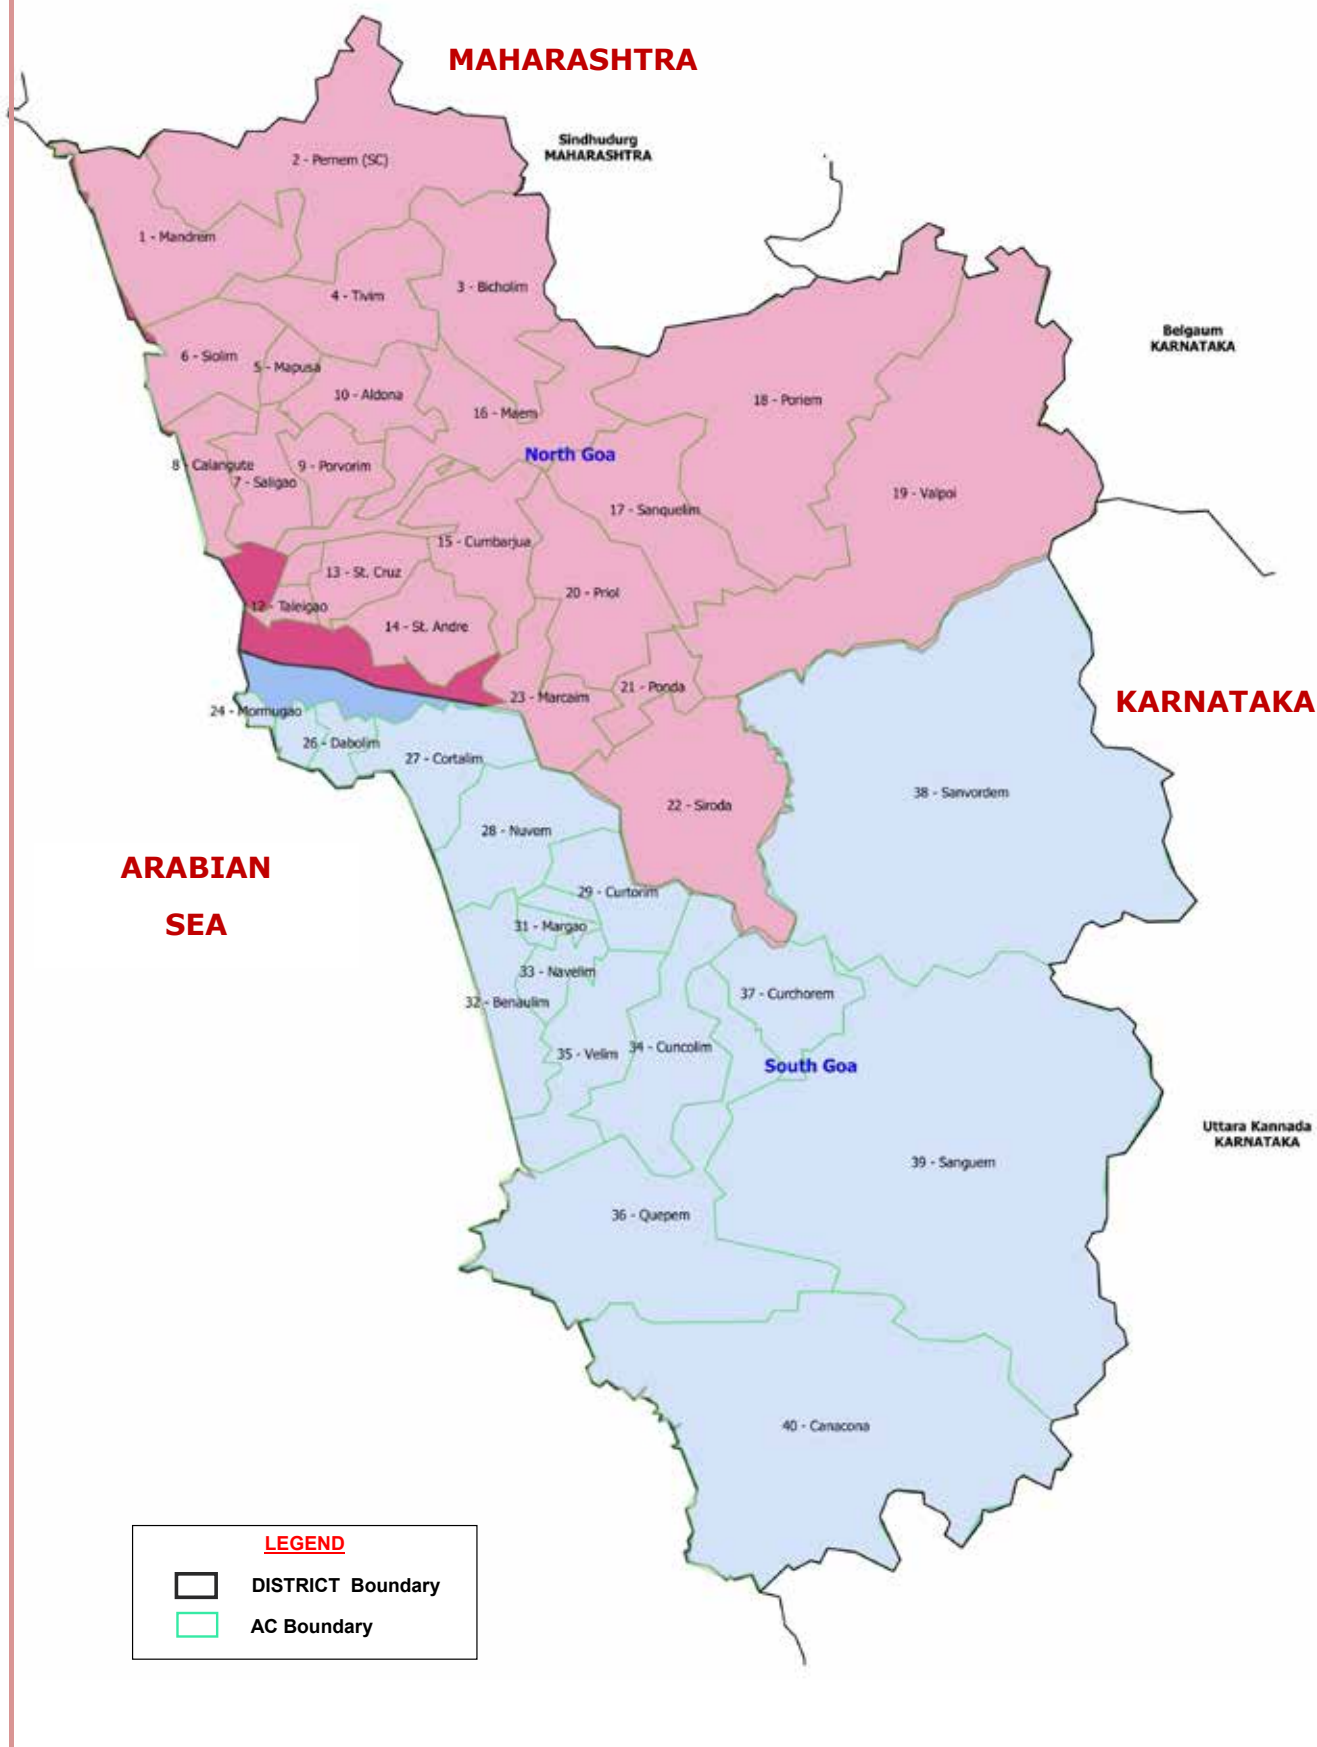 MAHARASHTRA
Sindhudurg
MAHARASHTRA
2 - Pernem (SC)
1 - Mandrem
3 - Bicholim
4 - Tivim
Belgaum
KARNATAKA
6 - Siolim
5 - Mapusa
10 - Aldona
18 - Poriem
16 - Maem
North Goa
8 - Calangute
9 - Porvorim
7 - Saligao
19 - Valpoi
17 - Sanquelim
15 - Cumbarjua
13 - St. Cruz
20 - Priol
12 - Taleigao
14 - St. Andre
21 - Ponda
23 - Marcaim
KARNATAKA
24 - Mormugao
26 - Dabolim
27 - Cortalim
38 - Sanvordem
22 - Siroda
28 - Nuvem
ARABIAN
SEA
29 - Curtorim
31 - Margao
33 - Navelim
37 - Curchorem
32 - Benaulim
34 - Cuncolim
35 - Velim
South Goa
Uttara Kannada
KARNATAKA
39 - Sanguem
36 - Quepem
40 - Canacona
LEGEND
DISTRICT Boundary
AC Boundary